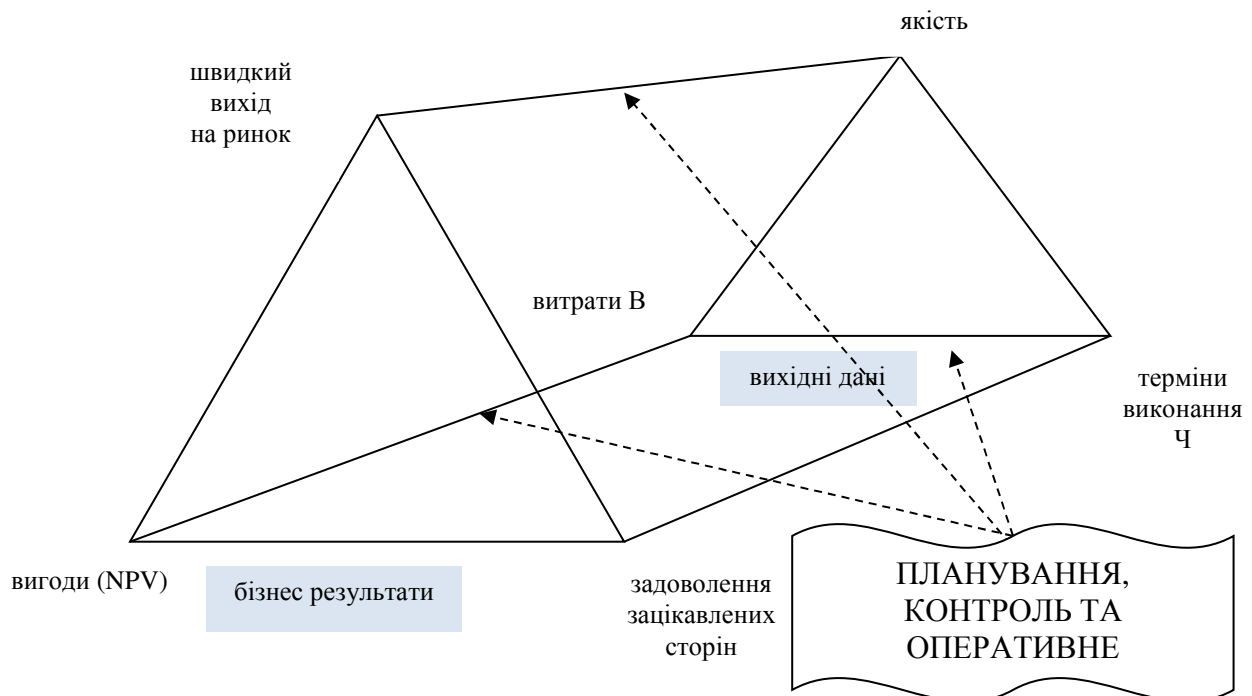 якість
швидкий
вихід
на ринок
витрати В
вихідні дані
терміни
виконання
Ч
вигоди (NPV)
бізнес результати
задоволення
зацікавлених
сторін
ПЛАНУВАННЯ,
КОНТРОЛЬ ТА
ОПЕРАТИВНЕ